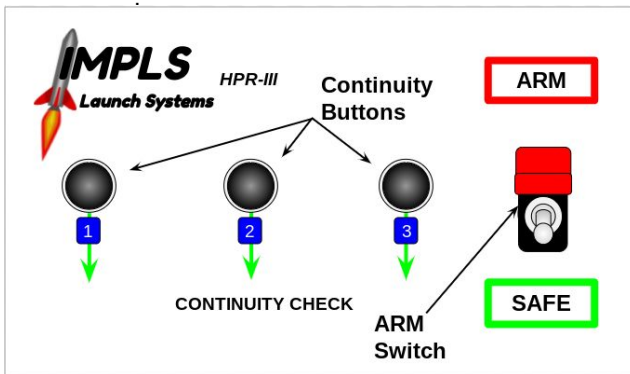 IMPLS
Launch Systems
HPR-III
Continuity
Buttons
ARM
1
2
3
CONTINUITY CHECK
SAFE
ARM
Switch